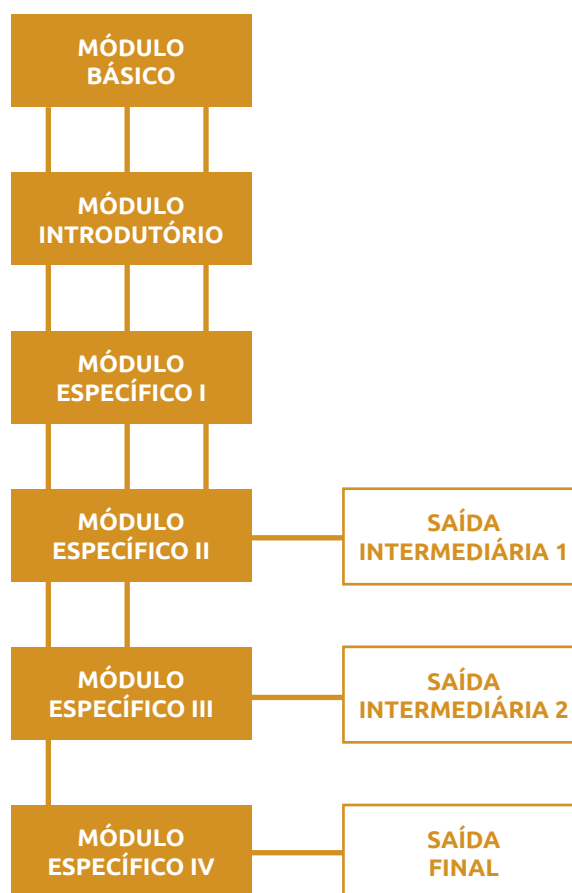 MÓDULO
BÁSICO
MÓDULO
INTRODUTÓRIO
MÓDULO
ESPECÍFICO I
MÓDULO
ESPECÍFICO II
SAÍDA
INTERMEDIÁRIA 1
MÓDULO
ESPECÍFICO III
SAÍDA
INTERMEDIÁRIA 2
MÓDULO
ESPECÍFICO IV
SAÍDA
FINAL